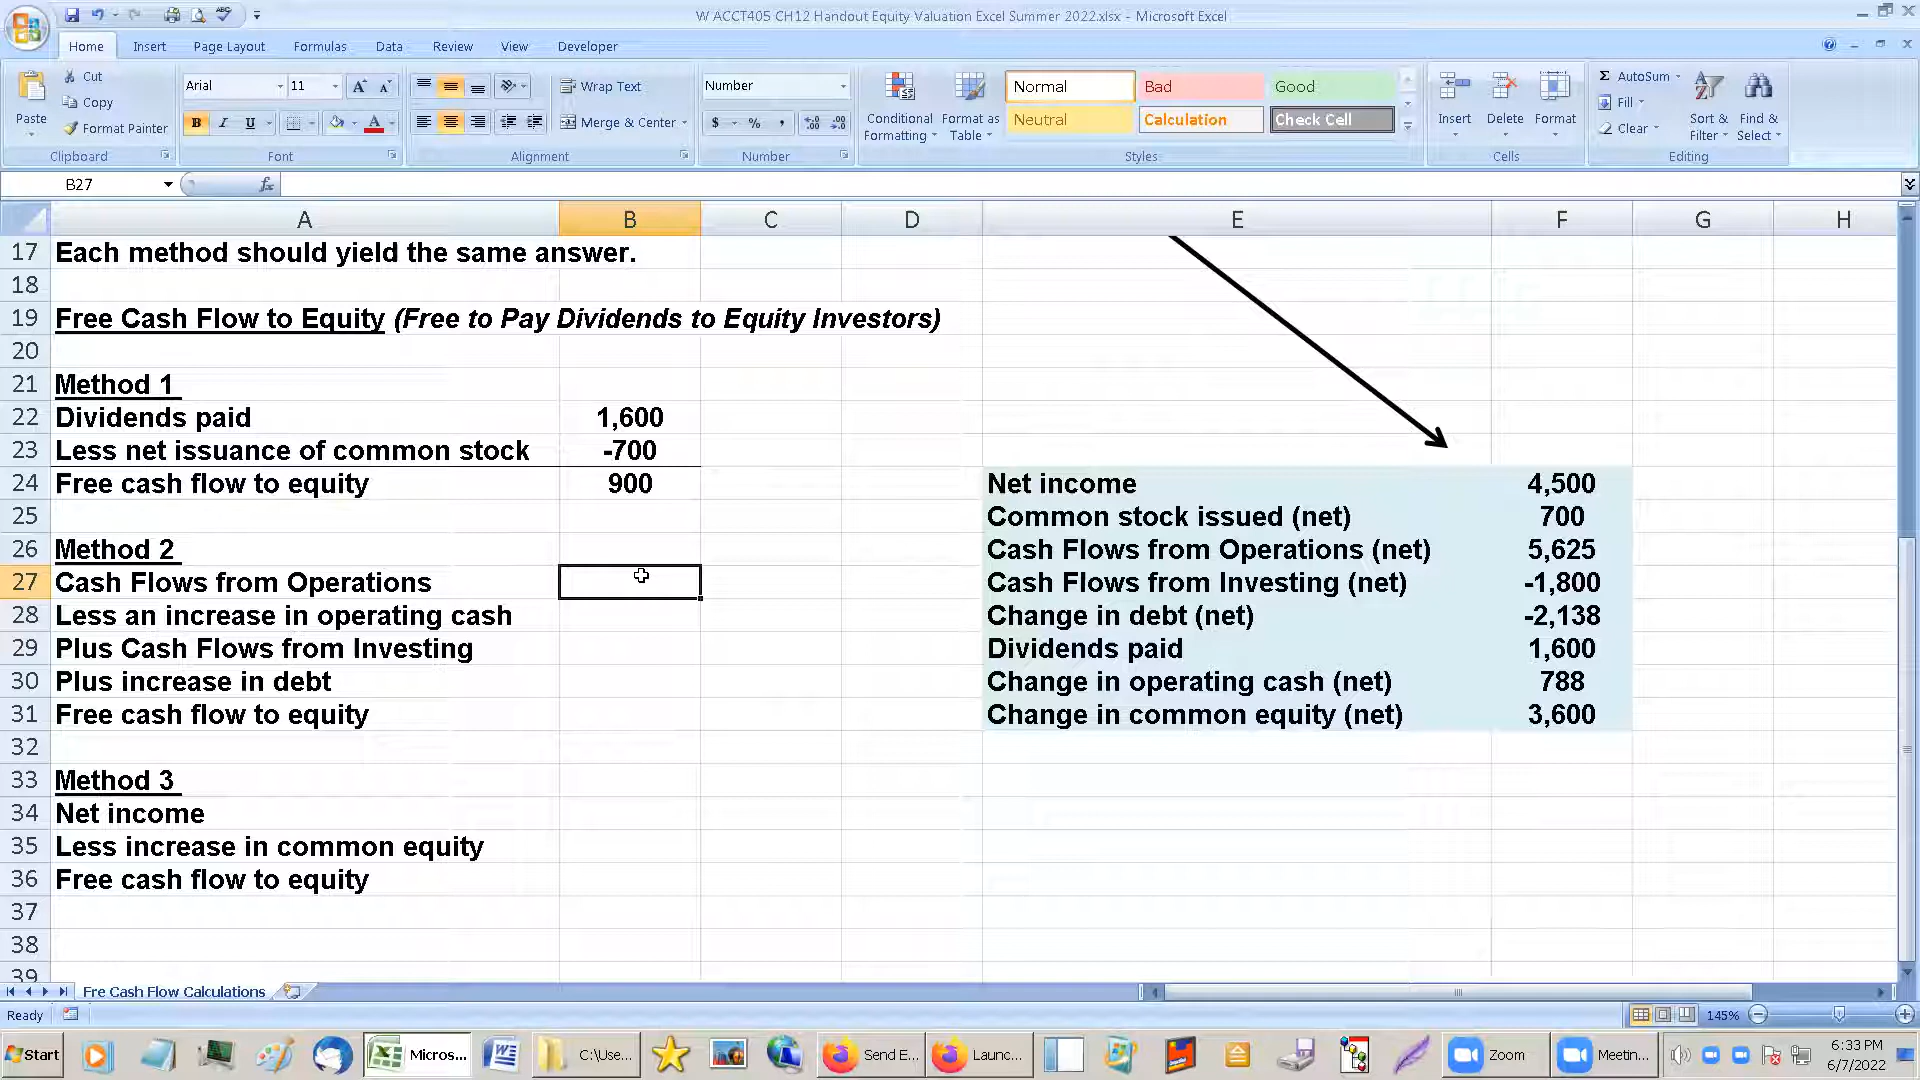 W ACCT405 CH12 Handout Equity Valuation Excel Summer 2022.xlsx - Microsoft Excel
Home Insert Page Layout Formulas Data Review View Developer
Paste Cut Copy Format Painter
Arial 11
B I U A
Wrap Text
Merge & Center
Number
$ % ,
Conditional Formatting Format as Table
Normal Bad Good
Neutral Calculation Check Cell
Insert Delete Format
AutoSum
Fill
Clear
Sort & Filter Find & Select
Clipboard Font Alignment Number Styles Cells Editing
B27 fx
A B C D E F G H
17 Each method should yield the same answer.
18
19 Free Cash Flow to Equity (Free to Pay Dividends to Equity Investors)
20
21 Method 1
22 Dividends paid 1,600
23 Less net issuance of common stock -700
24 Free cash flow to equity 900 Net income 4,500
25 Common stock issued (net) 700
26 Method 2 Cash Flows from Operations (net) 5,625
27 Cash Flows from Operations Cash Flows from Investing (net) -1,800
28 Less an increase in operating cash Change in debt (net) -2,138
29 Plus Cash Flows from Investing Dividends paid 1,600
30 Plus increase in debt Change in operating cash (net) 788
31 Free cash flow to equity Change in common equity (net) 3,600
32
33 Method 3
34 Net income
35 Less increase in common equity
36 Free cash flow to equity
37
38
39
Fre Cash Flow Calculations
Ready 145%
Start Micros... C:\Use... Send E... Launc... Zoom Meetin... 6:33 PM
6/7/2022